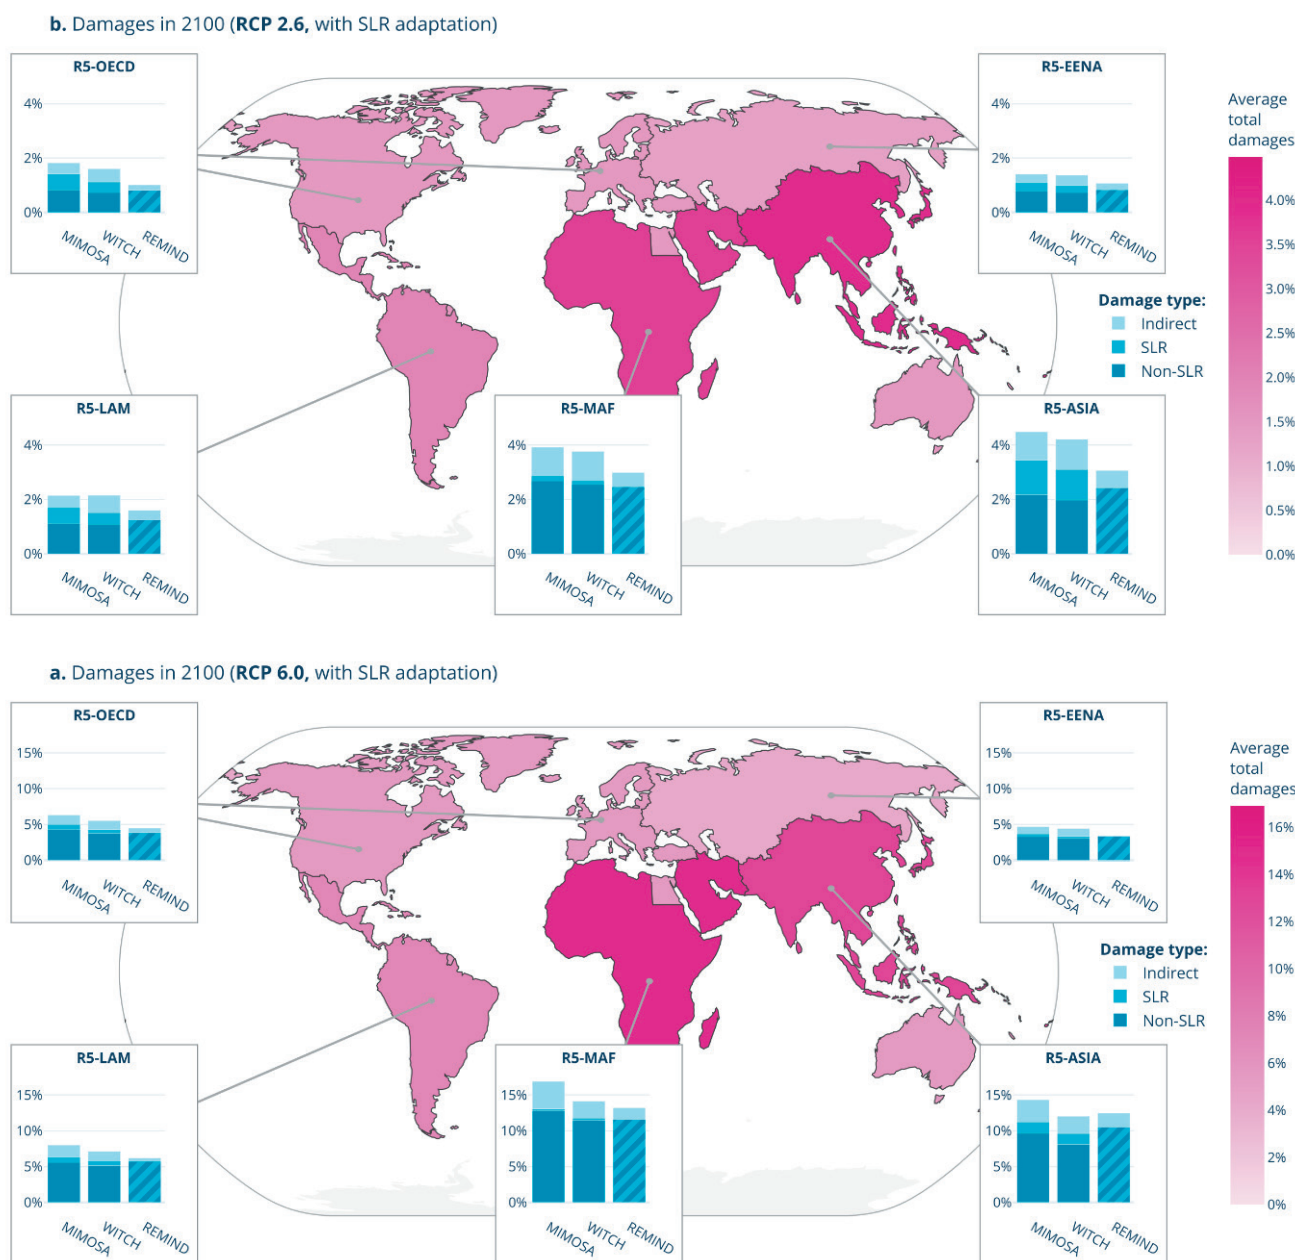 b. Damages in 2100 (RCP 2.6, with SLR adaptation)
R5-OECD
4%
2%
0%
MIMOSA
WITCH
REMIND
R5-EENA
4%
2%
0%
MIMOSA
WITCH
REMIND
Average
total
damages
4.0%
3.5%
3.0%
2.5%
2.0%
1.5%
1.0%
0.5%
0.0%
Damage type:
Indirect
SLR
Non-SLR
R5-LAM
4%
2%
0%
MIMOSA
WITCH
REMIND
R5-MAF
4%
2%
0%
MIMOSA
WITCH
REMIND
R5-ASIA
4%
2%
0%
MIMOSA
WITCH
REMIND
a. Damages in 2100 (RCP 6.0, with SLR adaptation)
R5-OECD
15%
10%
5%
0%
MIMOSA
WITCH
REMIND
R5-EENA
15%
10%
5%
0%
MIMOSA
WITCH
REMIND
Average
total
damages
16%
14%
12%
10%
8%
6%
4%
2%
0%
Damage type:
Indirect
SLR
Non-SLR
R5-LAM
15%
10%
5%
0%
MIMOSA
WITCH
REMIND
R5-MAF
15%
10%
5%
0%
MIMOSA
WITCH
REMIND
R5-ASIA
15%
10%
5%
0%
MIMOSA
WITCH
REMIND